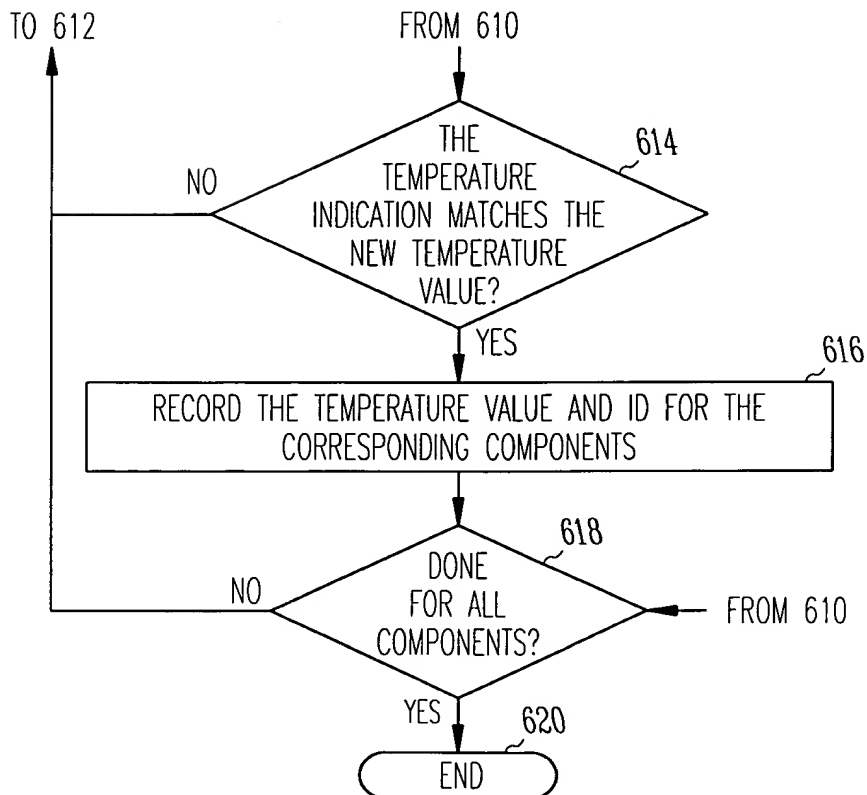 TO 612
FROM 610
THE
TEMPERATURE
INDICATION MATCHES THE
NEW TEMPERATURE
VALUE?
614
NO
YES
616
RECORD THE TEMPERATURE VALUE AND ID FOR THE
CORRESPONDING COMPONENTS
618
DONE
FOR ALL
COMPONENTS?
NO
FROM 610
YES
620
END